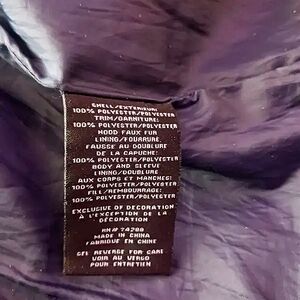 SHELL/EXTERIEUR
100% POLYESTER/POLYESTER
TRIM/GARNITURE:
100% POLYESTER/POLYESTER
HOOD FAUX FUR
LINING/FOURRURE.
FAUSSE AU DOUBLURE
DE LA CAPUCHE:
100% POLYESTER/POLYESTER
BODY AND SLEEVE
LINING/DOUBLURE
AUX CORPS ET MANCHES:
100% POLYESTER/POLYESTER
FILL/REMBOURRAGE:
100% POLYESTER/POLYESTER
EXCLUSIVE OF DECORATION
A L'EXCEPTION DE LA
DÉCORATION
RN# 74200
MADE IN CHINA
FABRIQUE EN CHINE
SEE REVERSE FOR CARE
VOIR AU VERSO
POUR ENTRETIEN